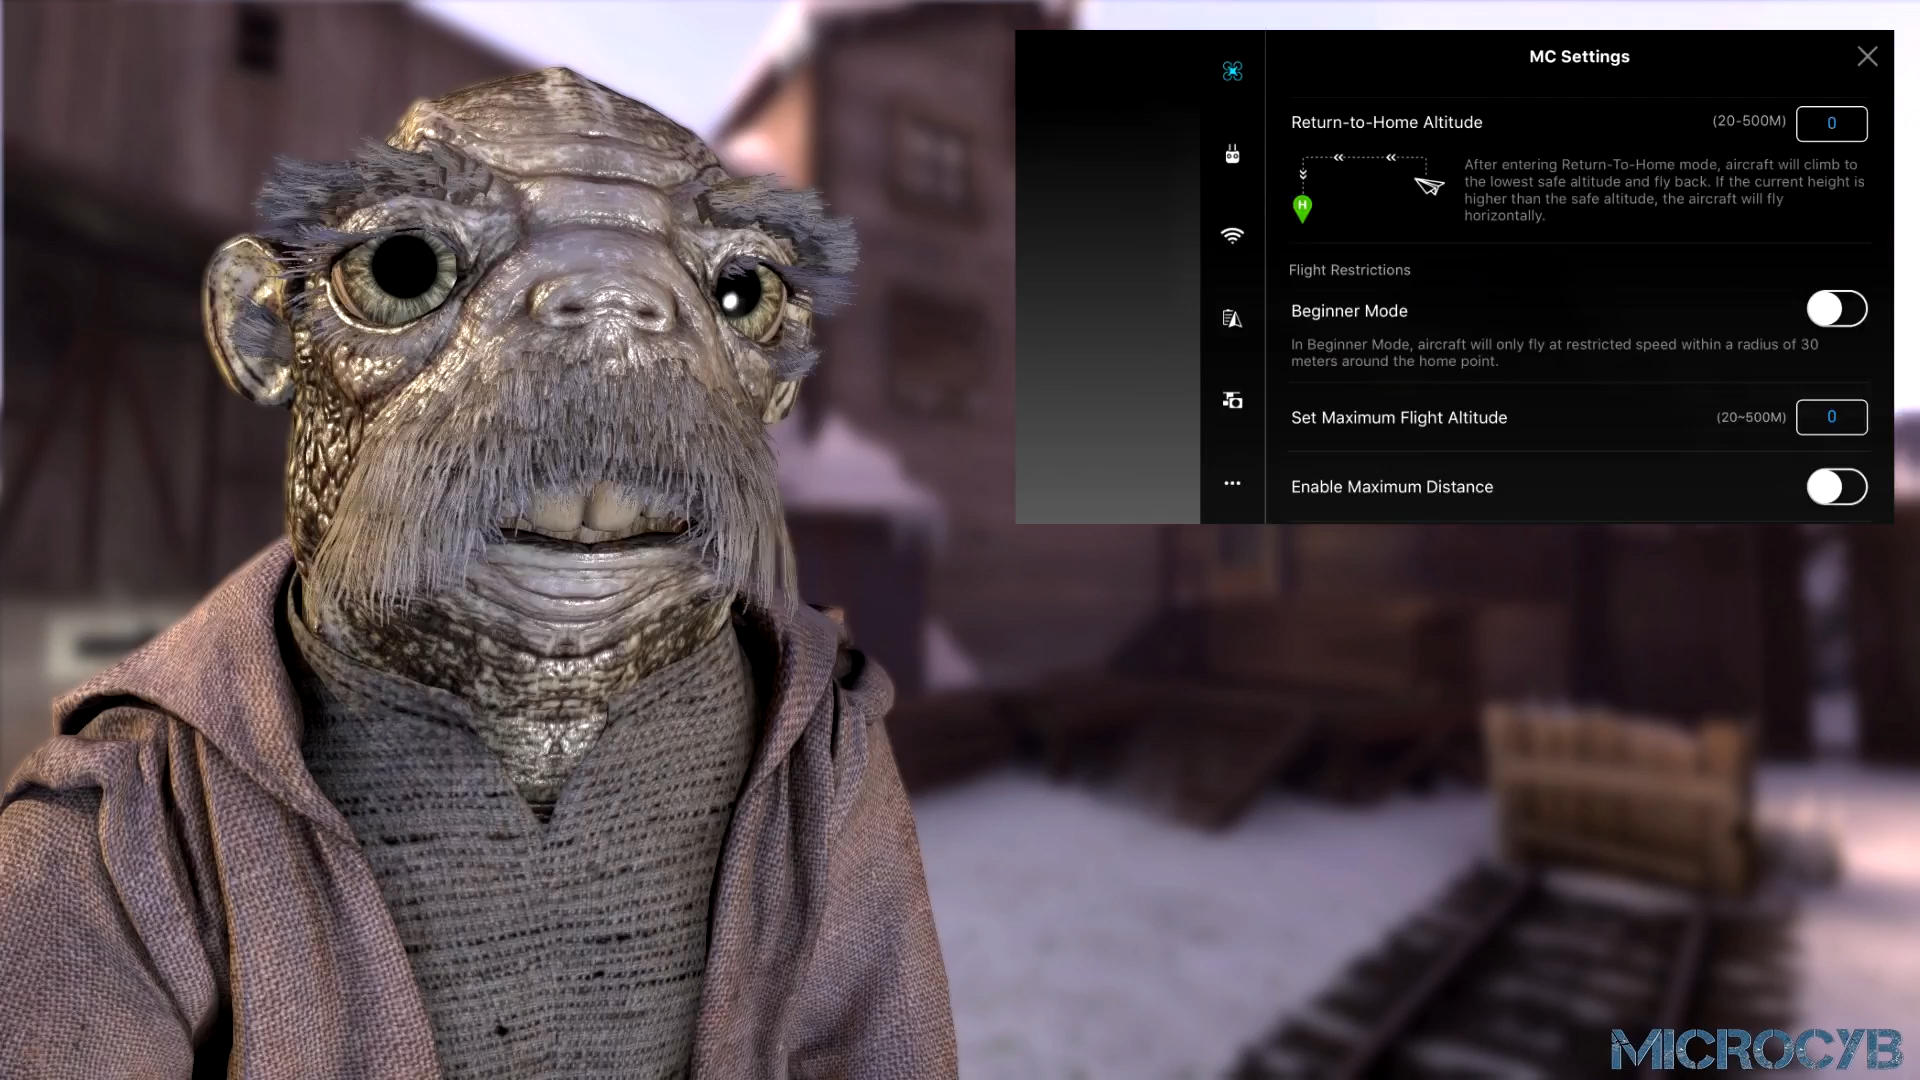 MC Settings
Return-to-Home Altitude (20-500M) 0
After entering Return-To-Home mode, aircraft will climb to
the lowest safe altitude and fly back. If the current height is
higher than the safe altitude, the aircraft will fly
horizontally.
H
Flight Restrictions
Beginner Mode
In Beginner Mode, aircraft will only fly at restricted speed within a radius of 30
meters around the home point.
Set Maximum Flight Altitude (20~500M) 0
Enable Maximum Distance
MICROCYB